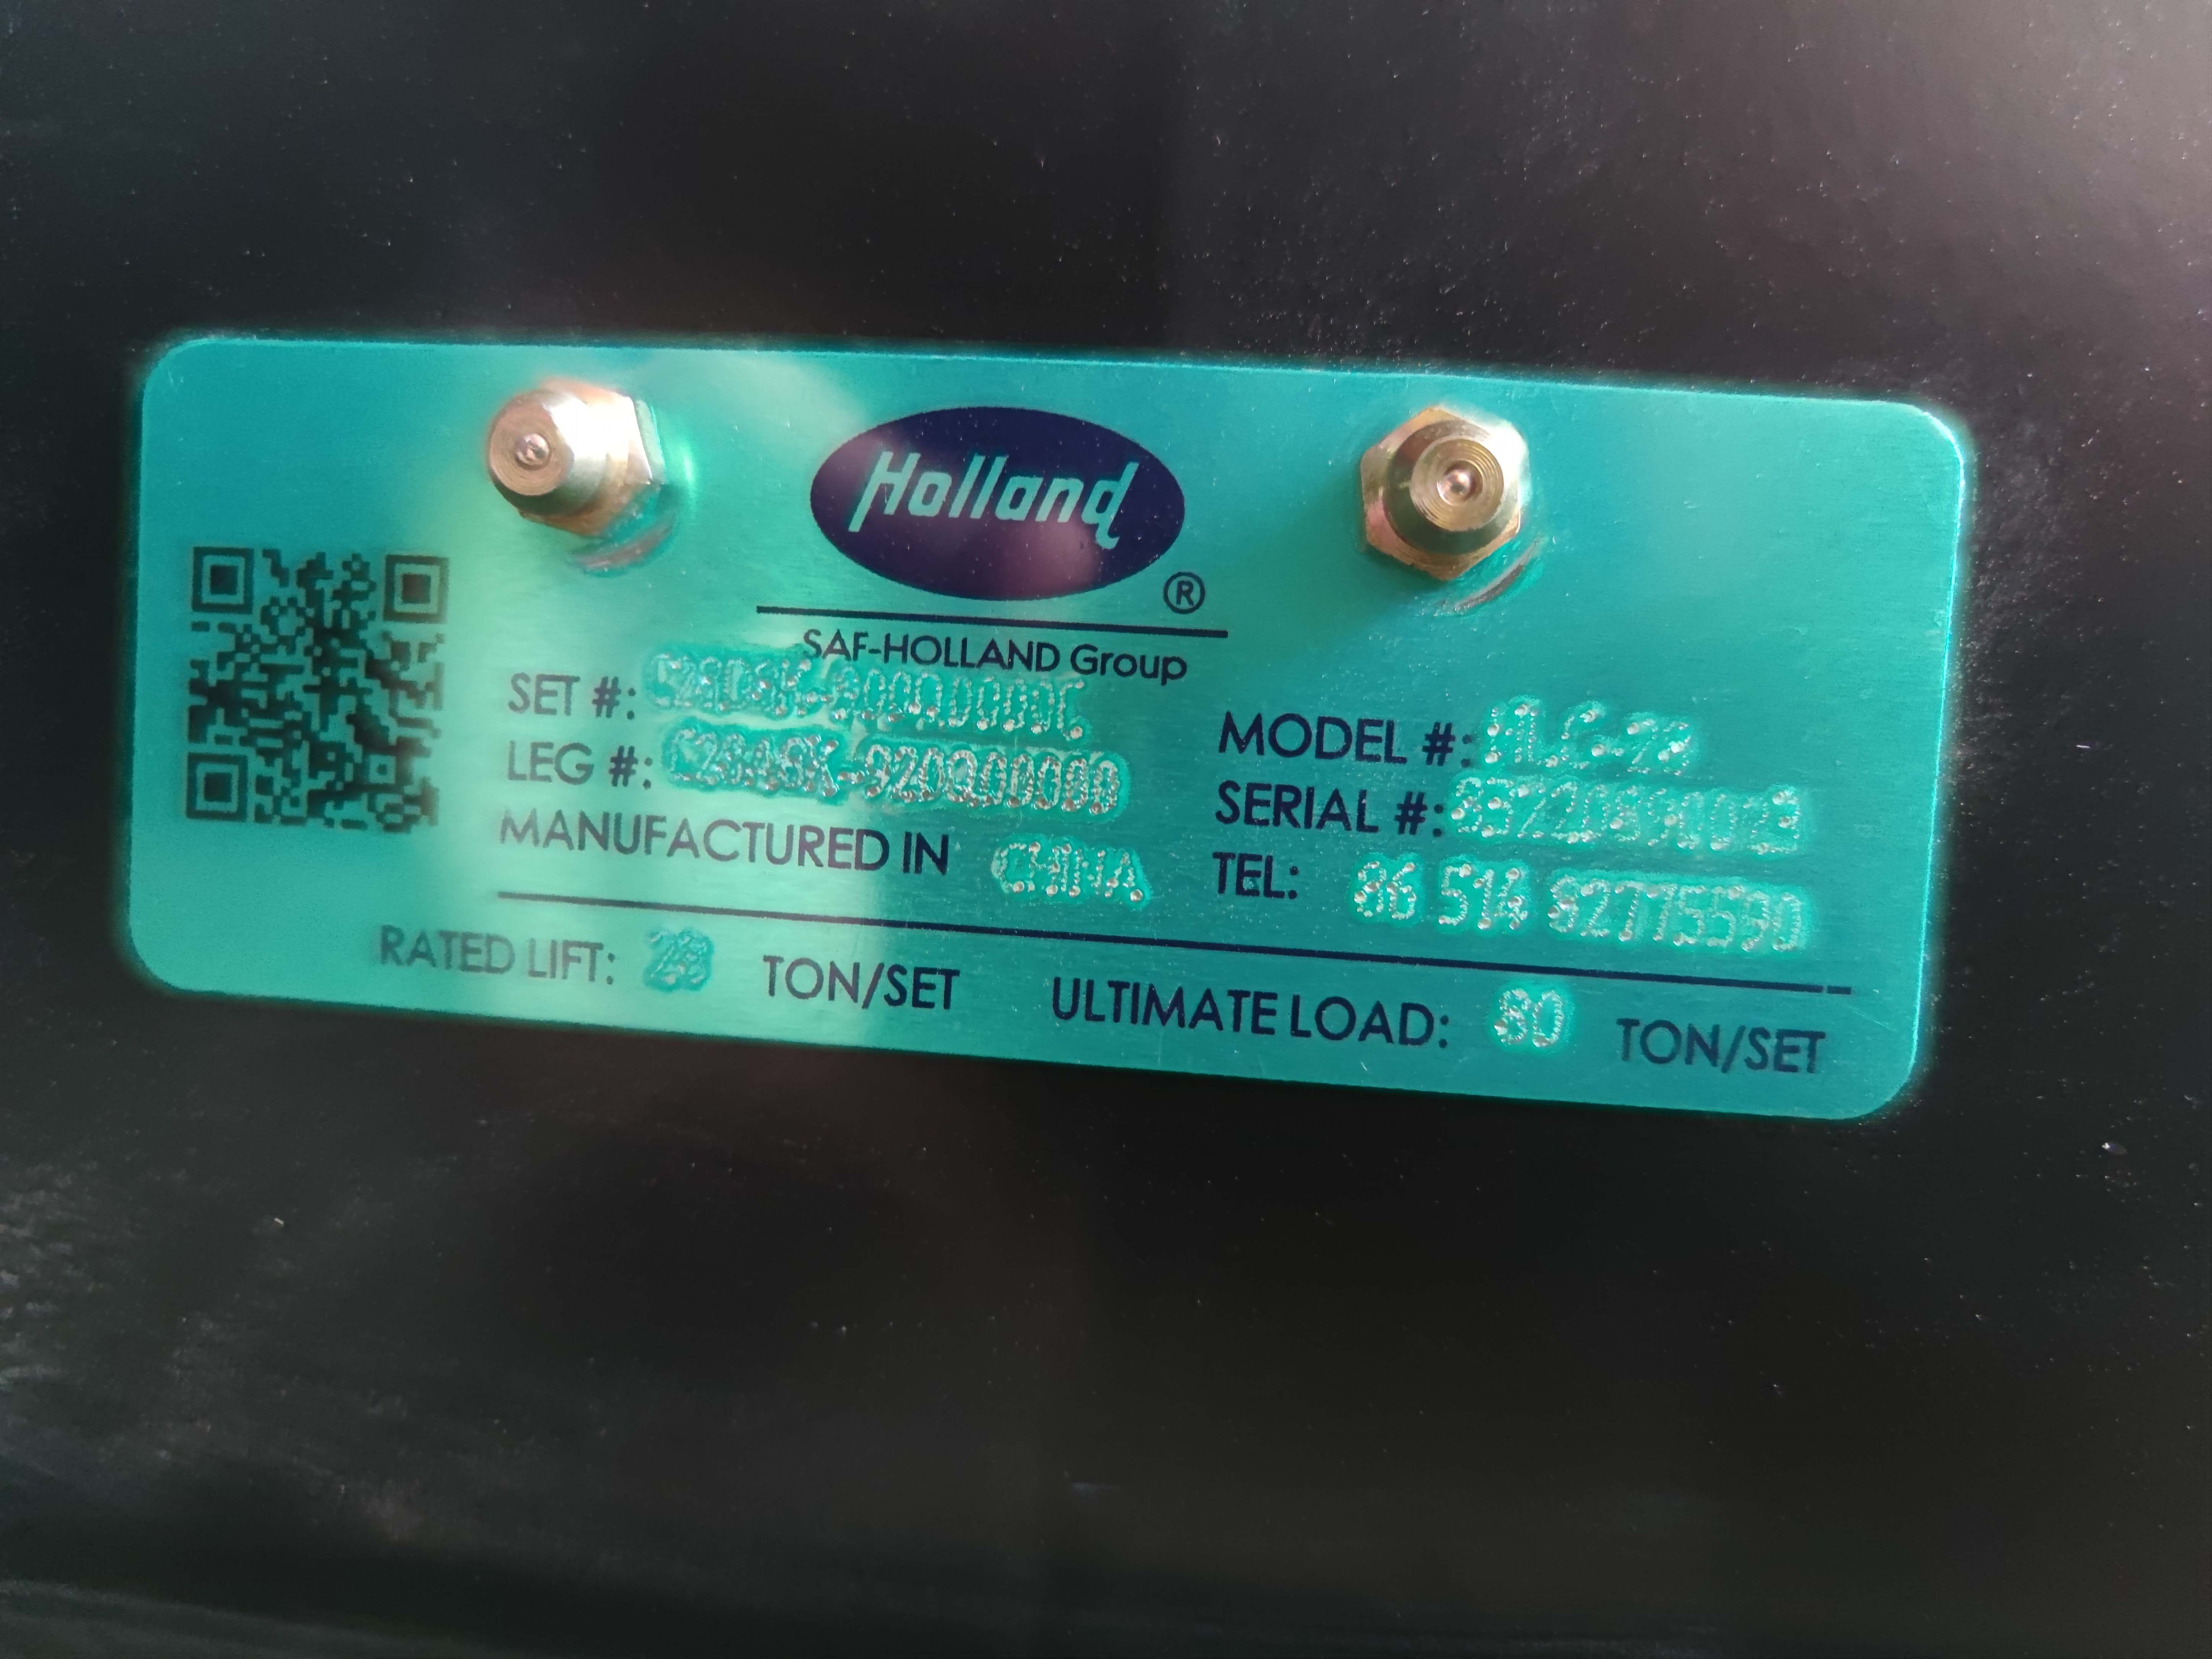 Holland
®
SAF-HOLLAND Group
SET #:
LEG #:
MANUFACTURED IN CHINA
MODEL #:
SERIAL #:
TEL: 86 514 82775590
RATED LIFT: 28 TON/SET
ULTIMATE LOAD: 80 TON/SET